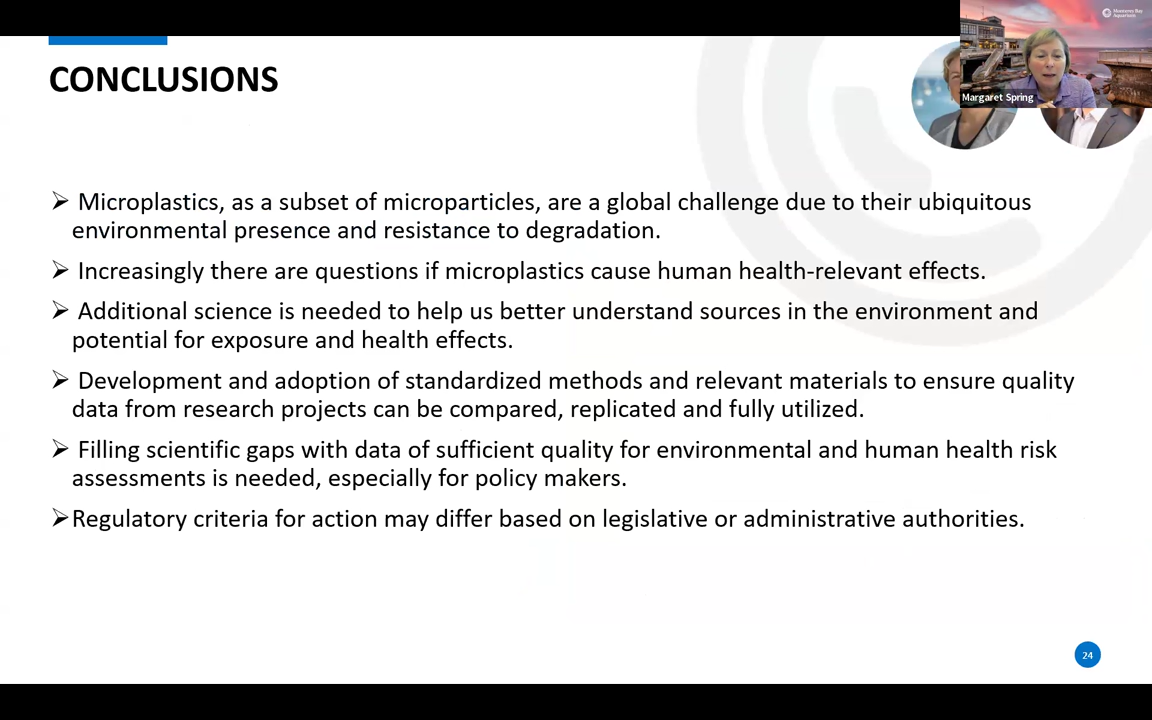 Monterey Bay
Aquarium
CONCLUSIONS
Margaret Spring
➢ Microplastics, as a subset of microparticles, are a global challenge due to their ubiquitous
environmental presence and resistance to degradation.
➢ Increasingly there are questions if microplastics cause human health-relevant effects.
➢ Additional science is needed to help us better understand sources in the environment and
potential for exposure and health effects.
➢ Development and adoption of standardized methods and relevant materials to ensure quality
data from research projects can be compared, replicated and fully utilized.
➢ Filling scientific gaps with data of sufficient quality for environmental and human health risk
assessments is needed, especially for policy makers.
➢Regulatory criteria for action may differ based on legislative or administrative authorities.
24